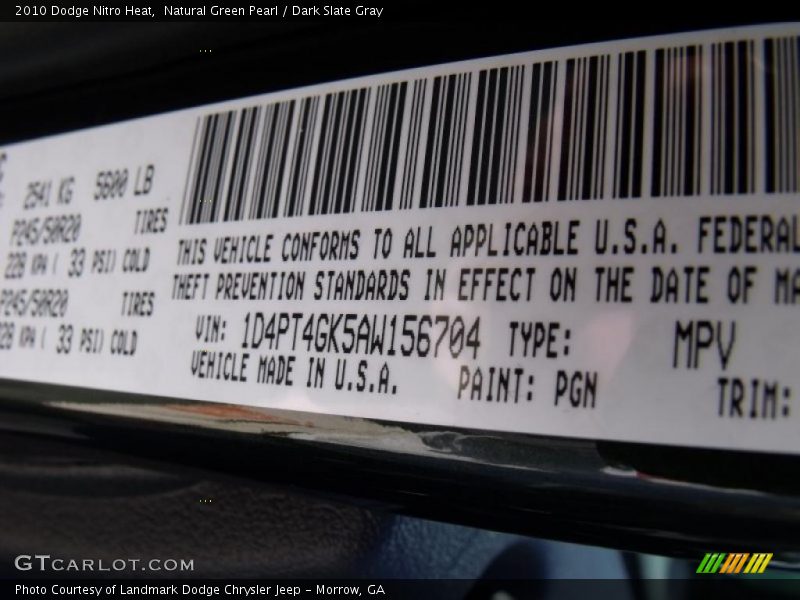 2010 Dodge Nitro Heat,  Natural Green Pearl / Dark Slate Gray
2541 KG 5600 LB
P245/50R20 TIRES
228 KPA ( 33 PSI) COLD
P245/50R20 TIRES
228 KPA ( 33 PSI) COLD
THIS VEHICLE CONFORMS TO ALL APPLICABLE U.S.A. FEDERAL
THEFT PREVENTION STANDARDS IN EFFECT ON THE DATE OF MA
VIN: 1D4PT4GK5AW156704 TYPE: MPV
VEHICLE MADE IN U.S.A. PAINT: PGN TRIM:
GTCARLOT.COM
Photo Courtesy of Landmark Dodge Chrysler Jeep - Morrow, GA